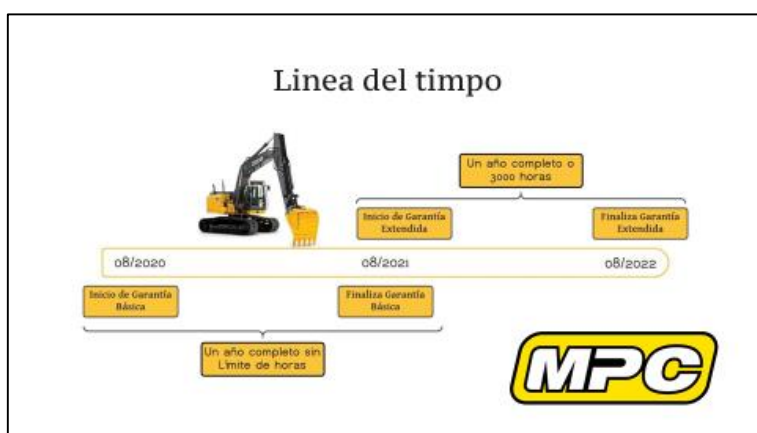 Linea del timpo
Un año completo o
3000 horas
Inicio de Garantía
Extendida
Finaliza Garantía
Extendida
08/2020
08/2021
08/2022
Inicio de Garantía
Básica
Finaliza Garantía
Básica
Un año completo sin
Límite de horas
MPC